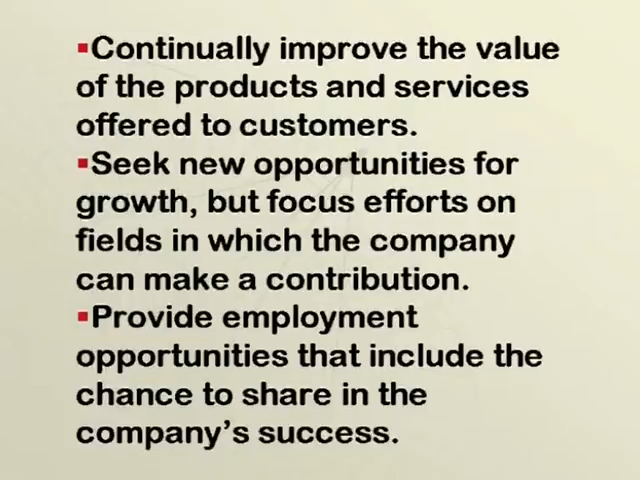 ▪Continually improve the value
of the products and services
offered to customers.
▪Seek new opportunities for
growth, but focus efforts on
fields in which the company
can make a contribution.
▪Provide employment
opportunities that include the
chance to share in the
company’s success.